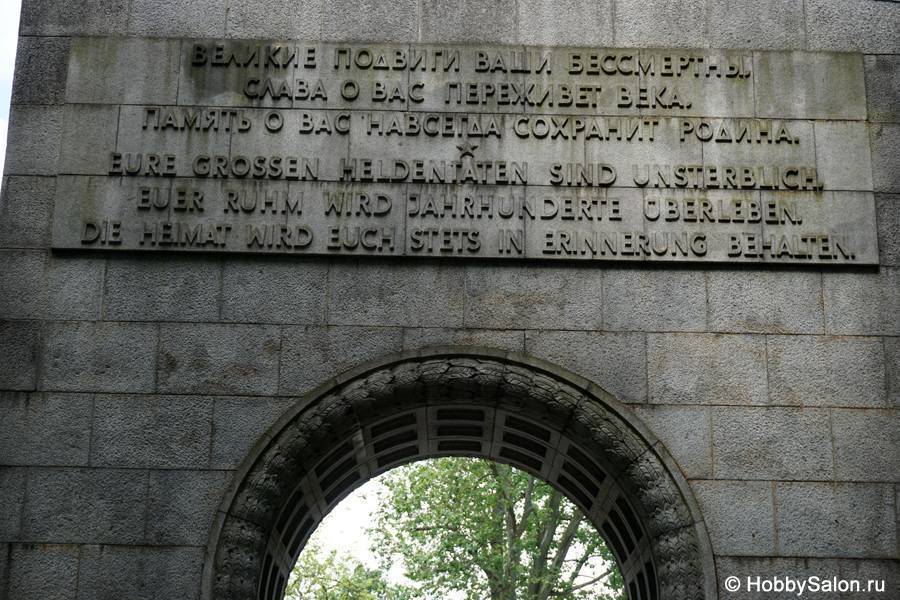 ВЕЛИКИЕ ПОДВИГИ ВАШИ БЕССМЕРТНЫ,
СЛАВА О ВАС ПЕРЕЖИВЕТ ВЕКА.
ПАМЯТЬ О ВАС НАВСЕГДА СОХРАНИТ РОДИНА.
EURE GROSSEN HELDENTATEN SIND UNSTERBLICH,
EUER RUHM WIRD JAHRHUNDERTE ÜBERLEBEN.
DIE HEIMAT WIRD EUCH STETS IN ERINNERUNG BEHALTEN.
© HobbySalon.ru